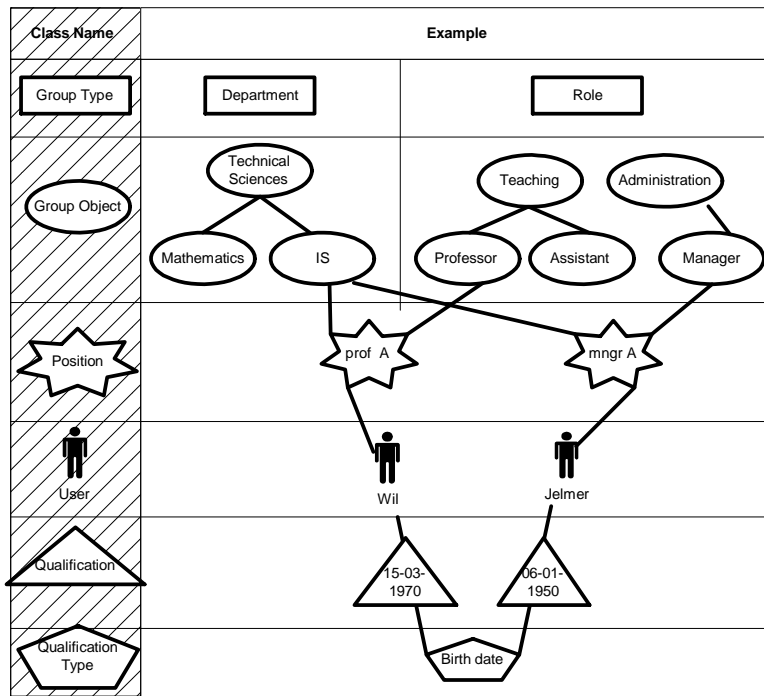 Class Name
Example
Group Type
Department
Role
Group Object
Technical
Sciences
Mathematics
IS
Teaching
Professor
Assistant
Administration
Manager
Position
prof A
mngr A
User
Wil
Jelmer
Qualification
15-03-
1970
06-01-
1950
Qualification
Type
Birth date